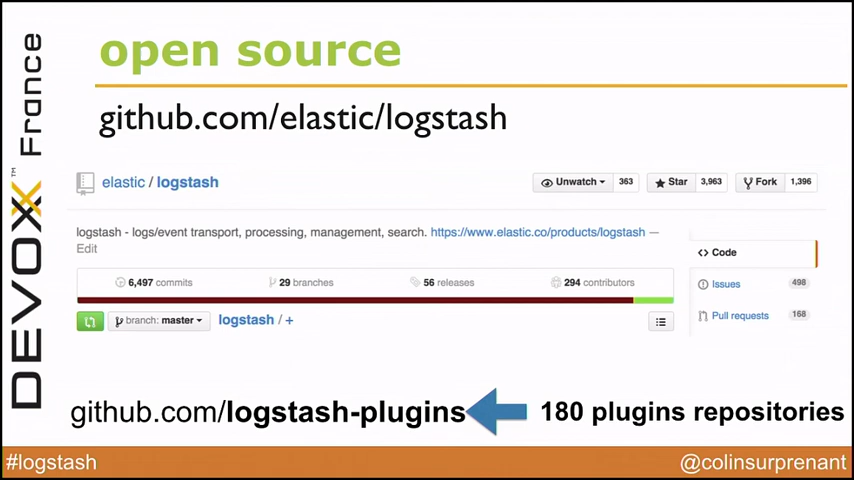 open source
DEVOXX™ France
github.com/elastic/logstash
elastic / logstash
Unwatch 363
Star 3,963
Fork 1,396
logstash - logs/event transport, processing, management, search. https://www.elastic.co/products/logstash —
Edit
6,497 commits
29 branches
56 releases
294 contributors
branch: master
logstash / +
<> Code
Issues 498
Pull requests 168
github.com/logstash-plugins
180 plugins repositories
#logstash
@colinsurprenant